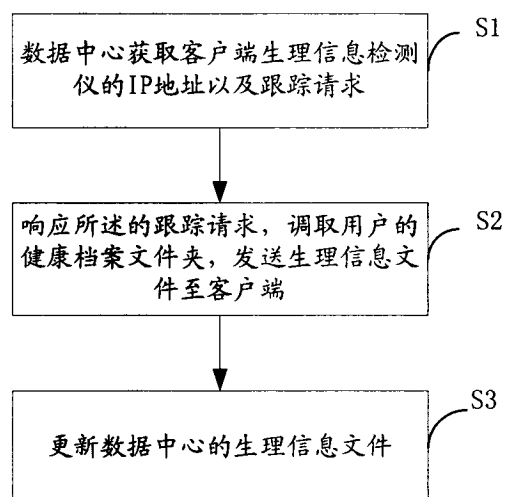 数据中心获取客户端生理信息检测
仪的IP地址以及跟踪请求
S1
响应所述的跟踪请求，调取用户的
健康档案文件夹，发送生理信息文
件至客户端
S2
更新数据中心的生理信息文件
S3